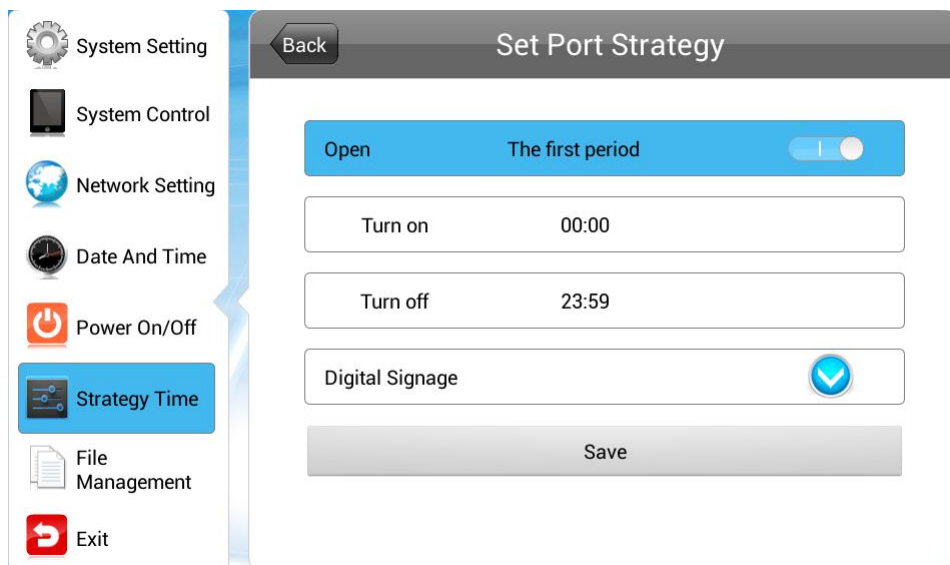 System Setting
System Control
Network Setting
Date And Time
Power On/Off
Strategy Time
File
Management
Exit
Back
Set Port Strategy
Open The first period
Turn on 00:00
Turn off 23:59
Digital Signage
Save